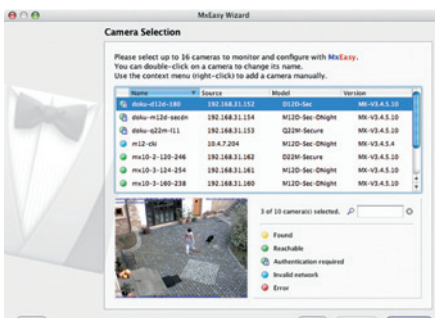 MxEasy Wizard
Camera Selection
Please select up to 16 cameras to monitor and configure with MxEasy.
You can double-click on a camera to change its name.
Use the context menu (right-click) to add a camera manually.
Name Source Model Version
doku-d12d-180 192.168.31.152 D12D-Sec MX-V3.4.5.10
doku-m12d-secdn 192.168.31.154 M12D-Sec-DNight MX-V3.4.5.10
doku-q22m-l11 192.168.31.153 Q22M-Secure MX-V3.4.5.10
m12-cki 10.4.7.204 M12D-Sec-DNight MX-V3.4.5.4
mx10-2-120-246 192.168.31.162 D22M-Secure MX-V3.4.5.10
mx10-3-124-254 192.168.31.161 M12D-Sec-DNight MX-V3.4.5.10
mx10-3-160-238 192.168.31.160 M12D-Sec-DNight MX-V3.4.5.10
3 of 10 camera(s) selected.
Found
Reachable
Authentication required
Invalid network
Error